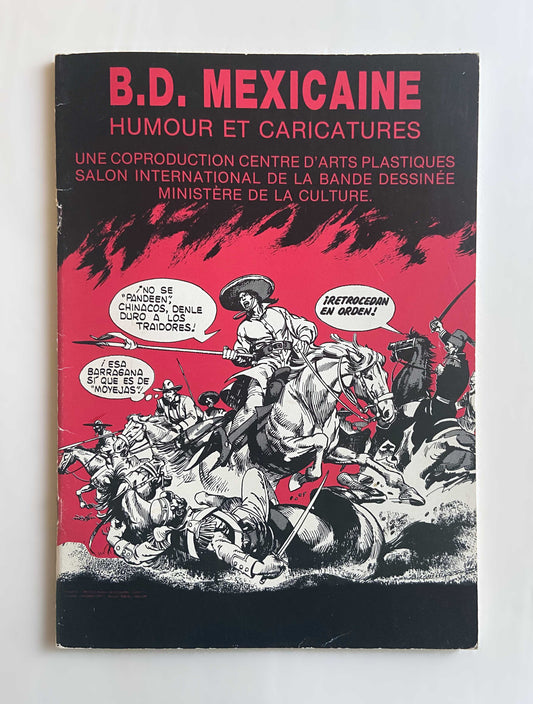 B.D. MEXICAINE
HUMOUR ET CARICATURES
UNE COPRODUCTION CENTRE D'ARTS PLASTIQUES
SALON INTERNATIONAL DE LA BANDE DESSINÉE
MINISTÈRE DE LA CULTURE.
¡NO SE
"PANDEEN",
CHINACOS, DENLE
DURO A LOS
TRAIDORES!
¡RETROCEDAN
EN ORDEN!
¡ESA
BARRAGANA
SÍ QUE ES DE
"MOYEJAS"!